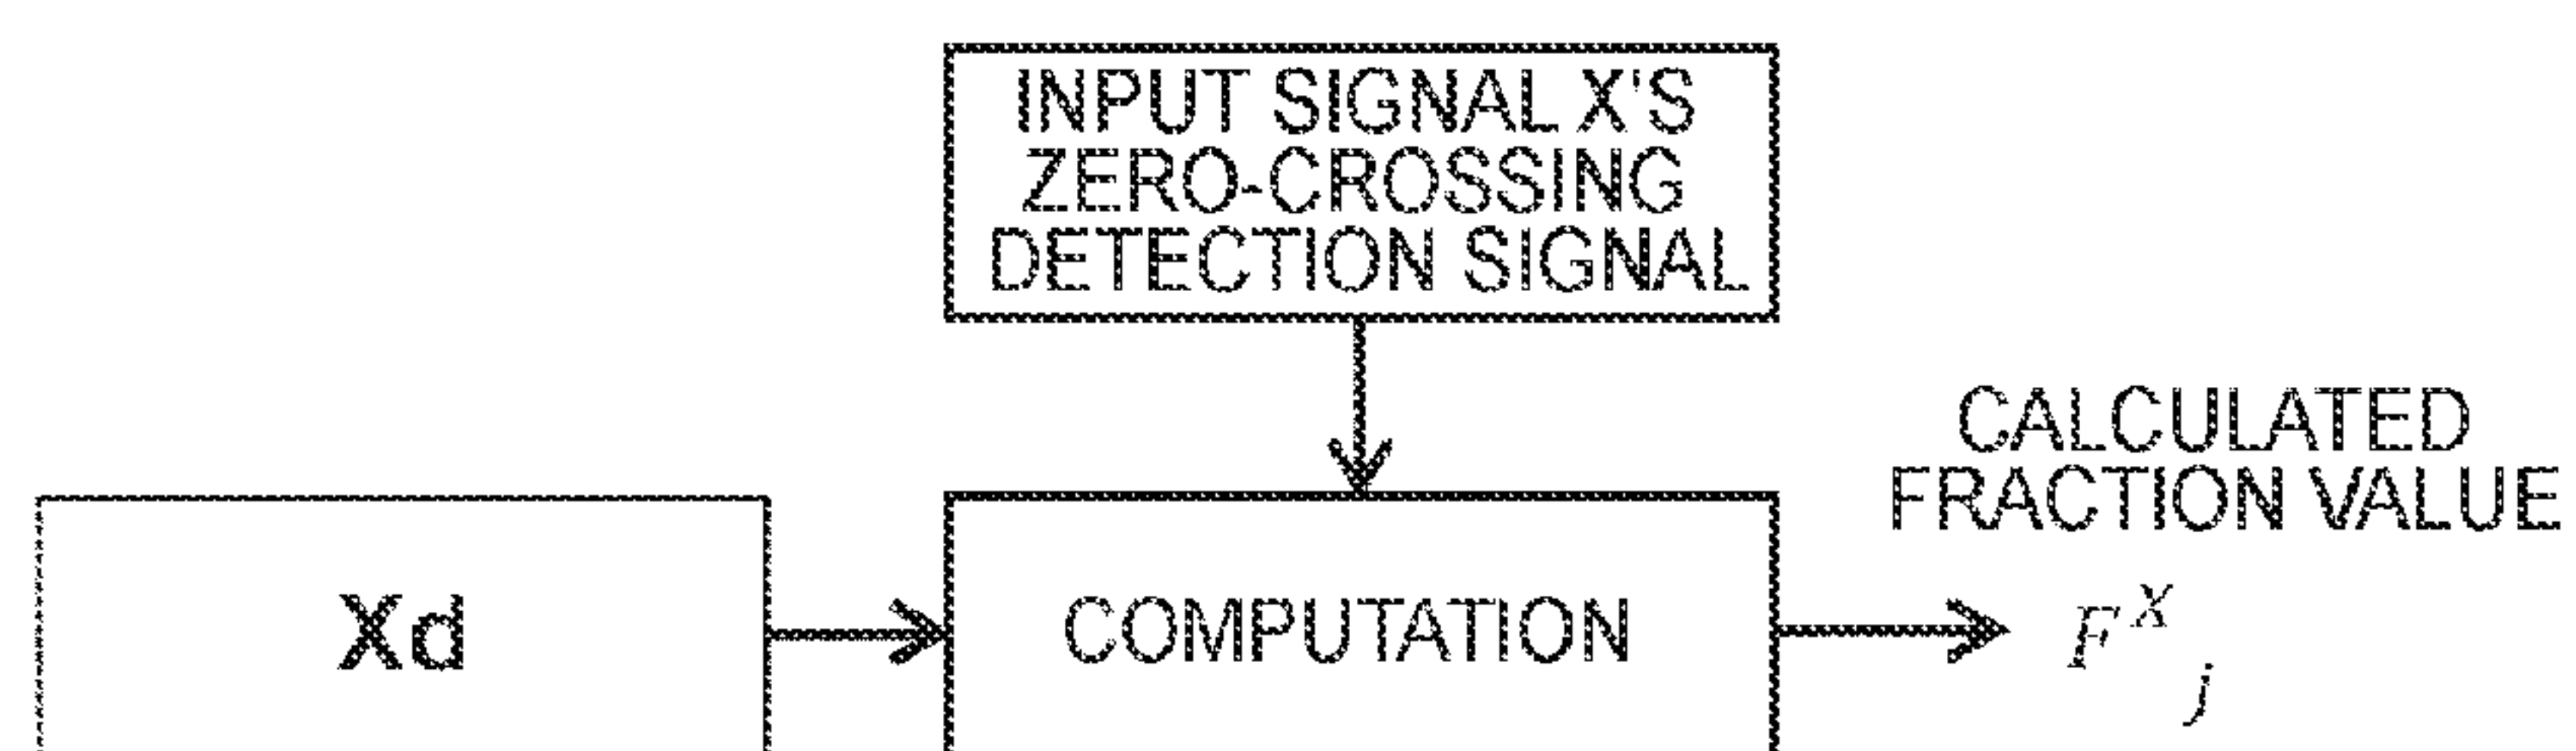 INPUT SIGNAL X'S
ZERO-CROSSING
DETECTION SIGNAL
CALCULATED
FRACTION VALUE
Xd
COMPUTATION
F^X_j